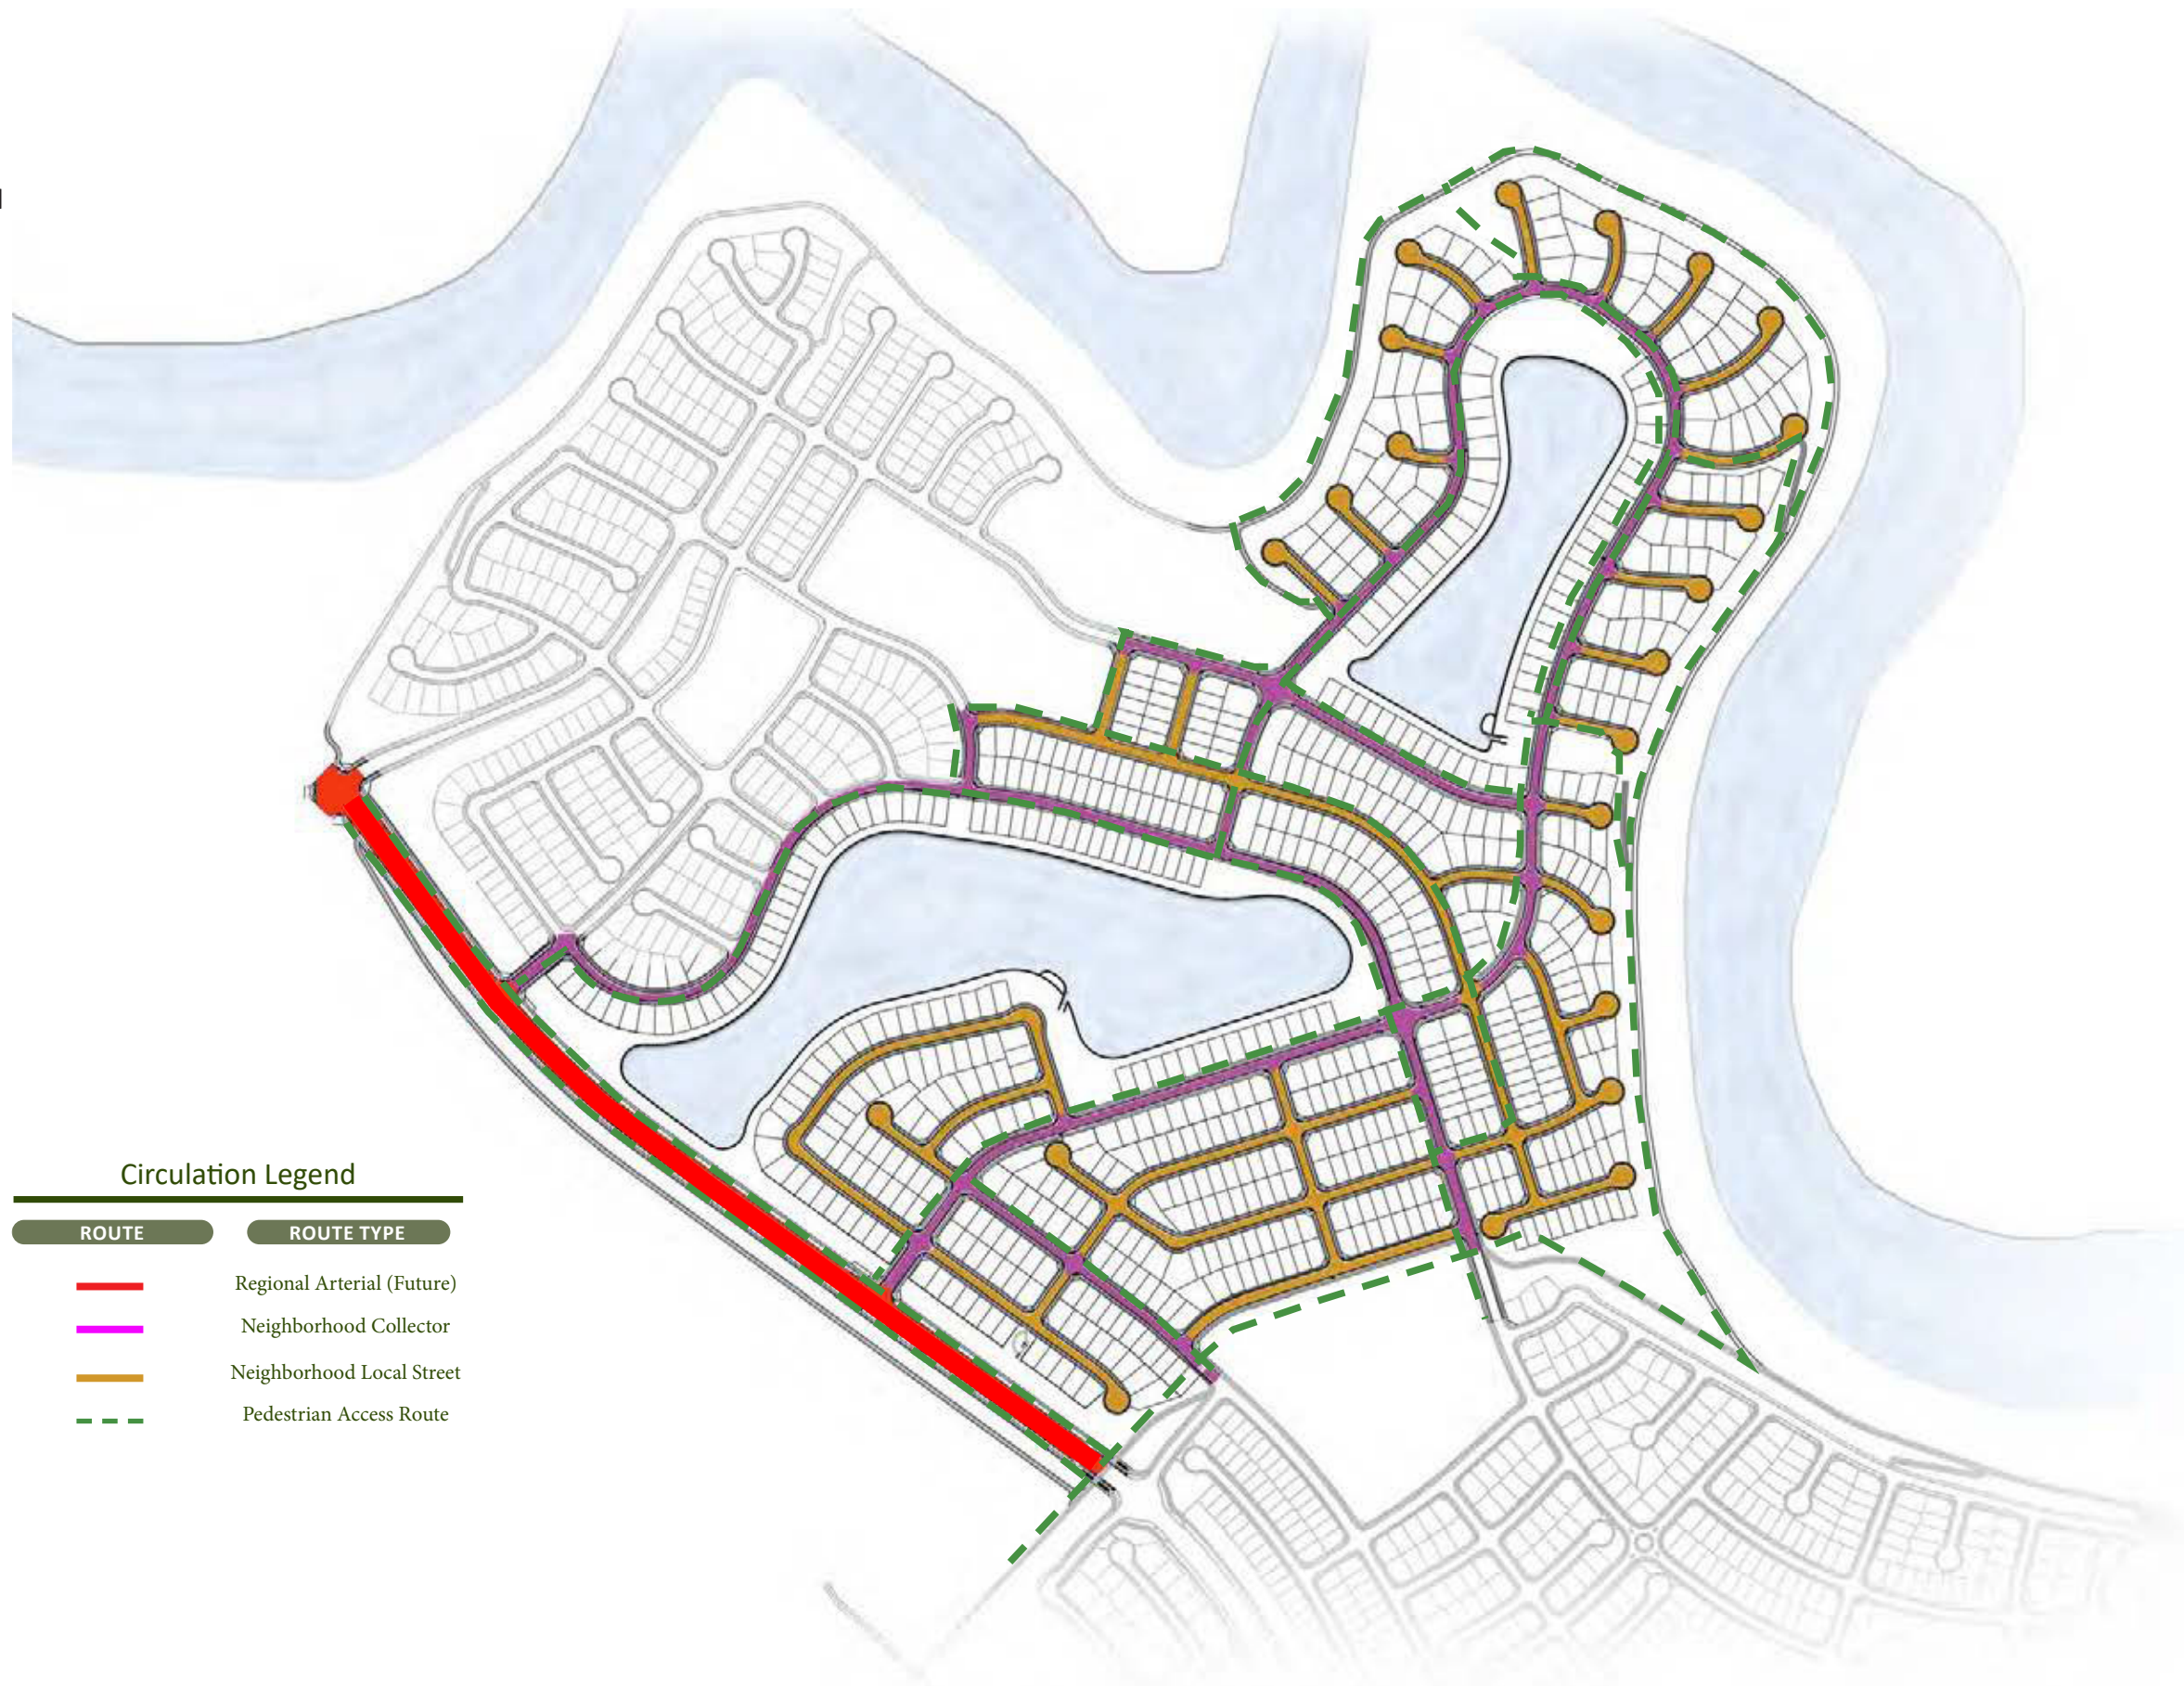 Circulation Legend
ROUTE ROUTE TYPE
Regional Arterial (Future)
Neighborhood Collector
Neighborhood Local Street
Pedestrian Access Route